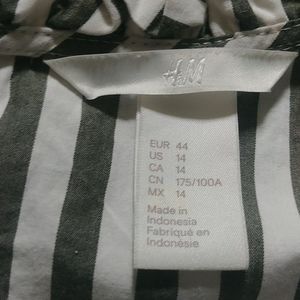 H&M
EUR 44
US 14
CA 14
CN 175/100A
MX 14
Made in
Indonesia
Fabriqué en
Indonésie